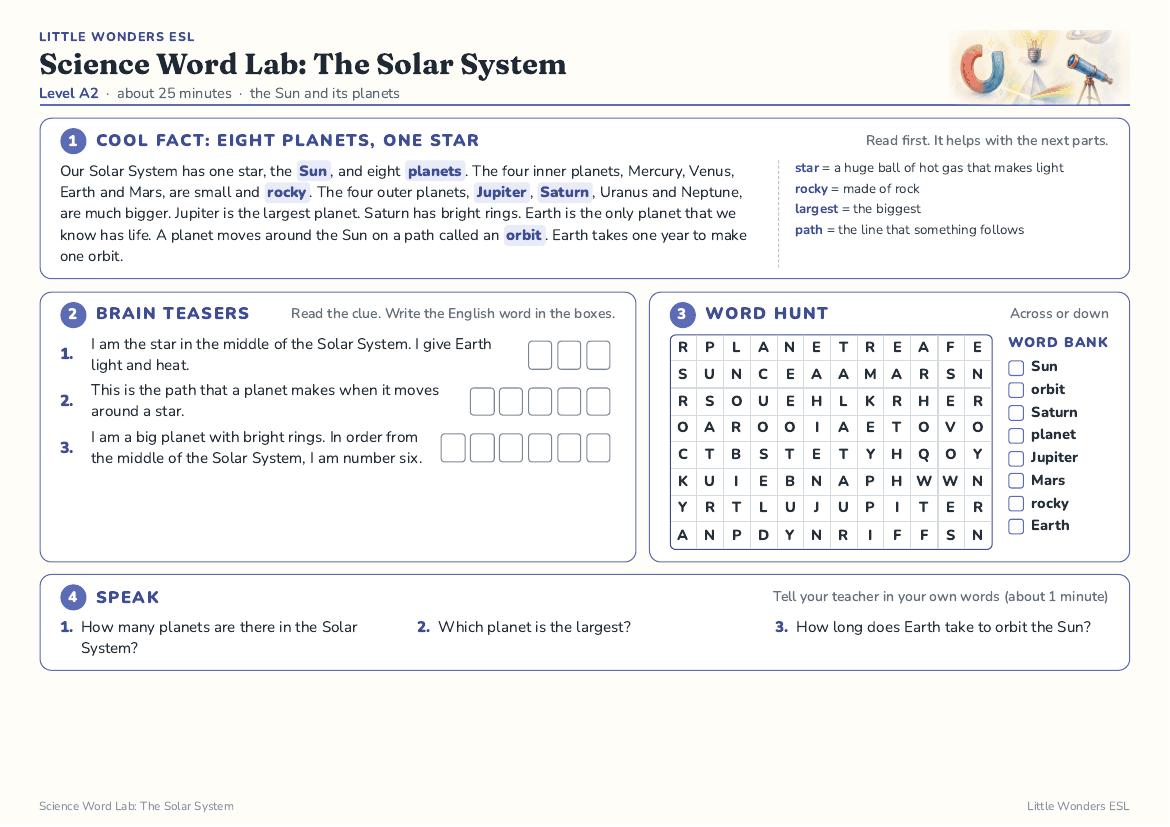 LITTLE WONDERS ESL
Science Word Lab: The Solar System
Level A2 · about 25 minutes · the Sun and its planets
1 COOL FACT: EIGHT PLANETS, ONE STAR
Read first. It helps with the next parts.
Our Solar System has one star, the Sun, and eight planets. The four inner planets, Mercury, Venus,
Earth and Mars, are small and rocky. The four outer planets, Jupiter, Saturn, Uranus and Neptune,
are much bigger. Jupiter is the largest planet. Saturn has bright rings. Earth is the only planet that we
know has life. A planet moves around the Sun on a path called an orbit. Earth takes one year to make
one orbit.
star = a huge ball of hot gas that makes light
rocky = made of rock
largest = the biggest
path = the line that something follows
2 BRAIN TEASERS
Read the clue. Write the English word in the boxes.
1. I am the star in the middle of the Solar System. I give Earth
light and heat.
2. This is the path that a planet makes when it moves
around a star.
3. I am a big planet with bright rings. In order from
the middle of the Solar System, I am number six.
3 WORD HUNT
Across or down
R P L A N E T R E A F E
S U N C E A A M A R S N
R S O U E H L K R H E R
O A R O O I A E T O V O
C T B S T E T Y H Q O Y
K U I E B N A P H W W N
Y R T L U J U P I T E R
A N P D Y N R I F F S N
WORD BANK
Sun
orbit
Saturn
planet
Jupiter
Mars
rocky
Earth
4 SPEAK
Tell your teacher in your own words (about 1 minute)
1. How many planets are there in the Solar
System?
2. Which planet is the largest?
3. How long does Earth take to orbit the Sun?
Science Word Lab: The Solar System
Little Wonders ESL